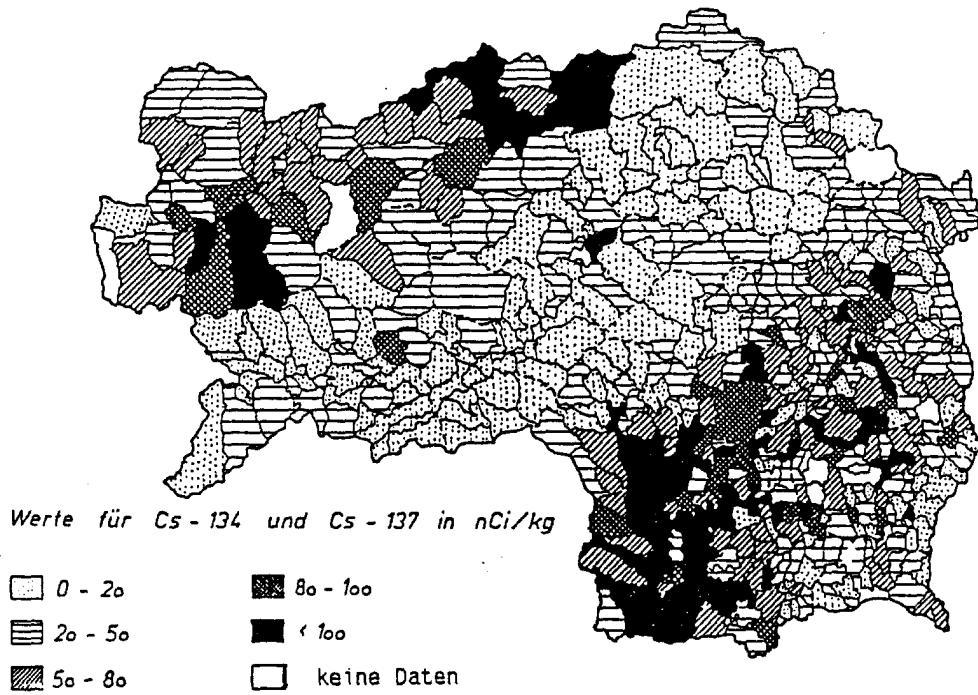 Werte für Cs - 134 und Cs - 137 in nCi/kg
0 - 2o
2o - 5o
5o - 8o
8o - 1oo
< 1oo
keine Daten